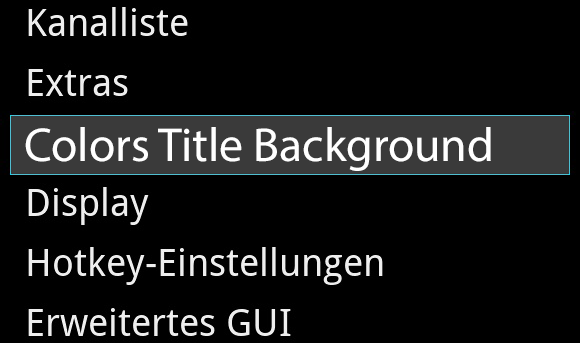 Kanalliste
Extras
Colors Title Background
Display
Hotkey-Einstellungen
Erweitertes GUI